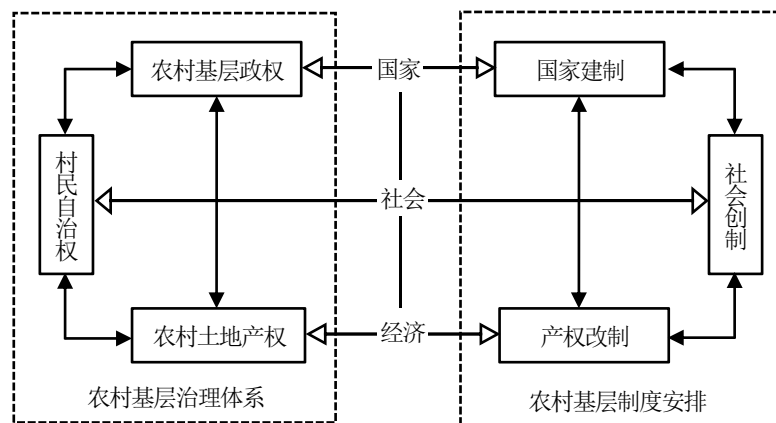 农村基层政权
国家
国家建制
村民自治权
社会
社会创制
农村土地产权
经济
产权改制
农村基层治理体系
农村基层制度安排